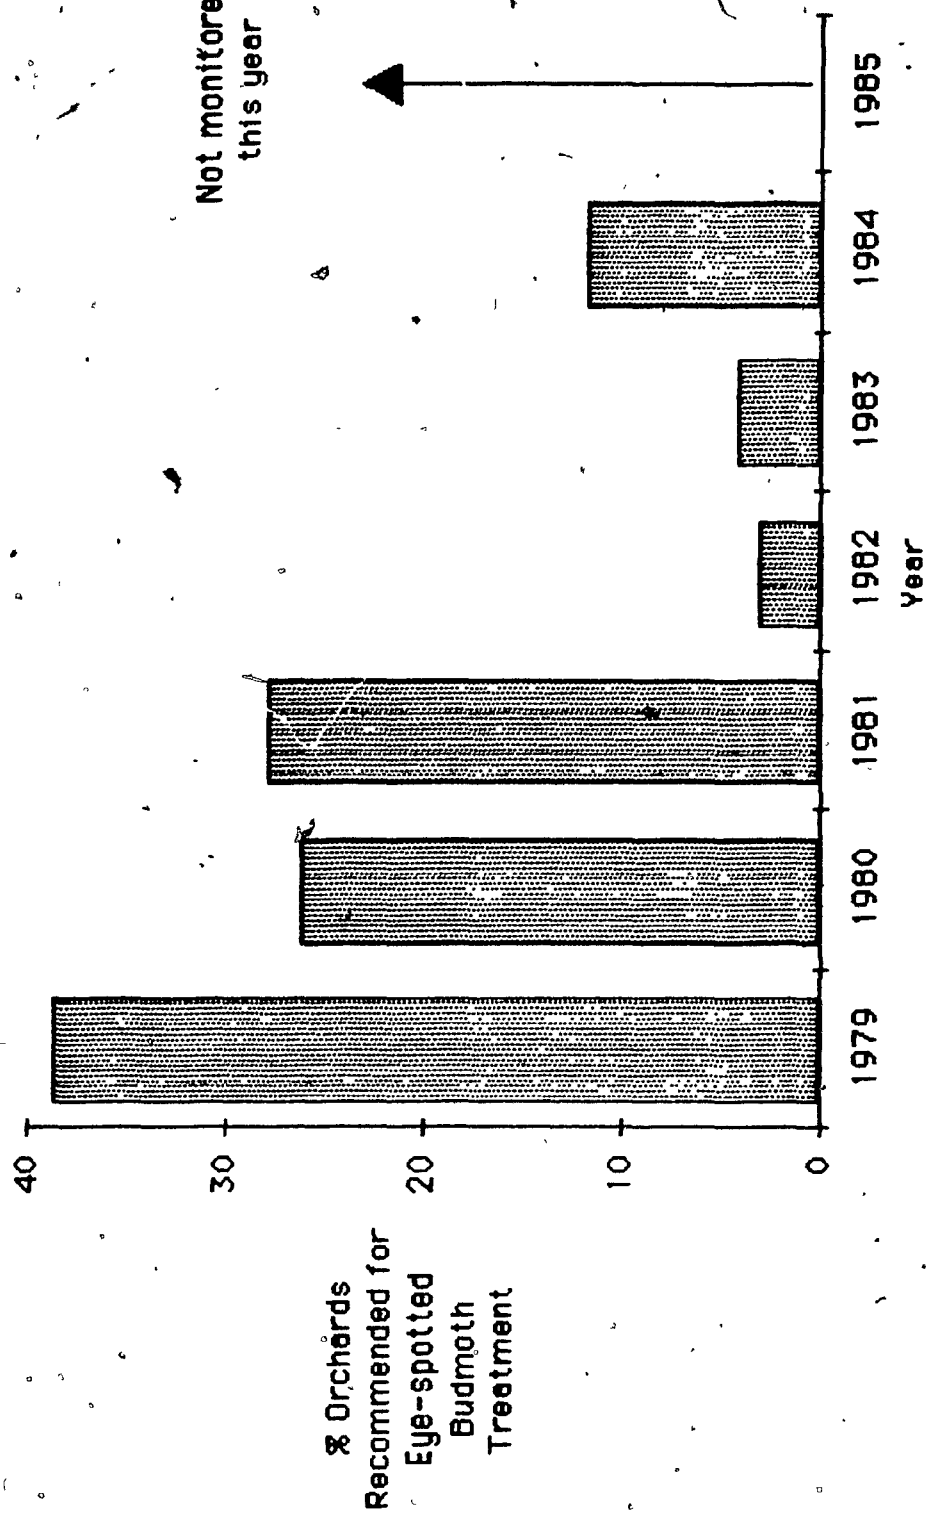 % Orchards
Recommended for
Eye-spotted
Budmoth
Treatment
40
30
20
10
0
1979
1980
1981
1982
1983
1984
1985
Year
Not monitore
this year